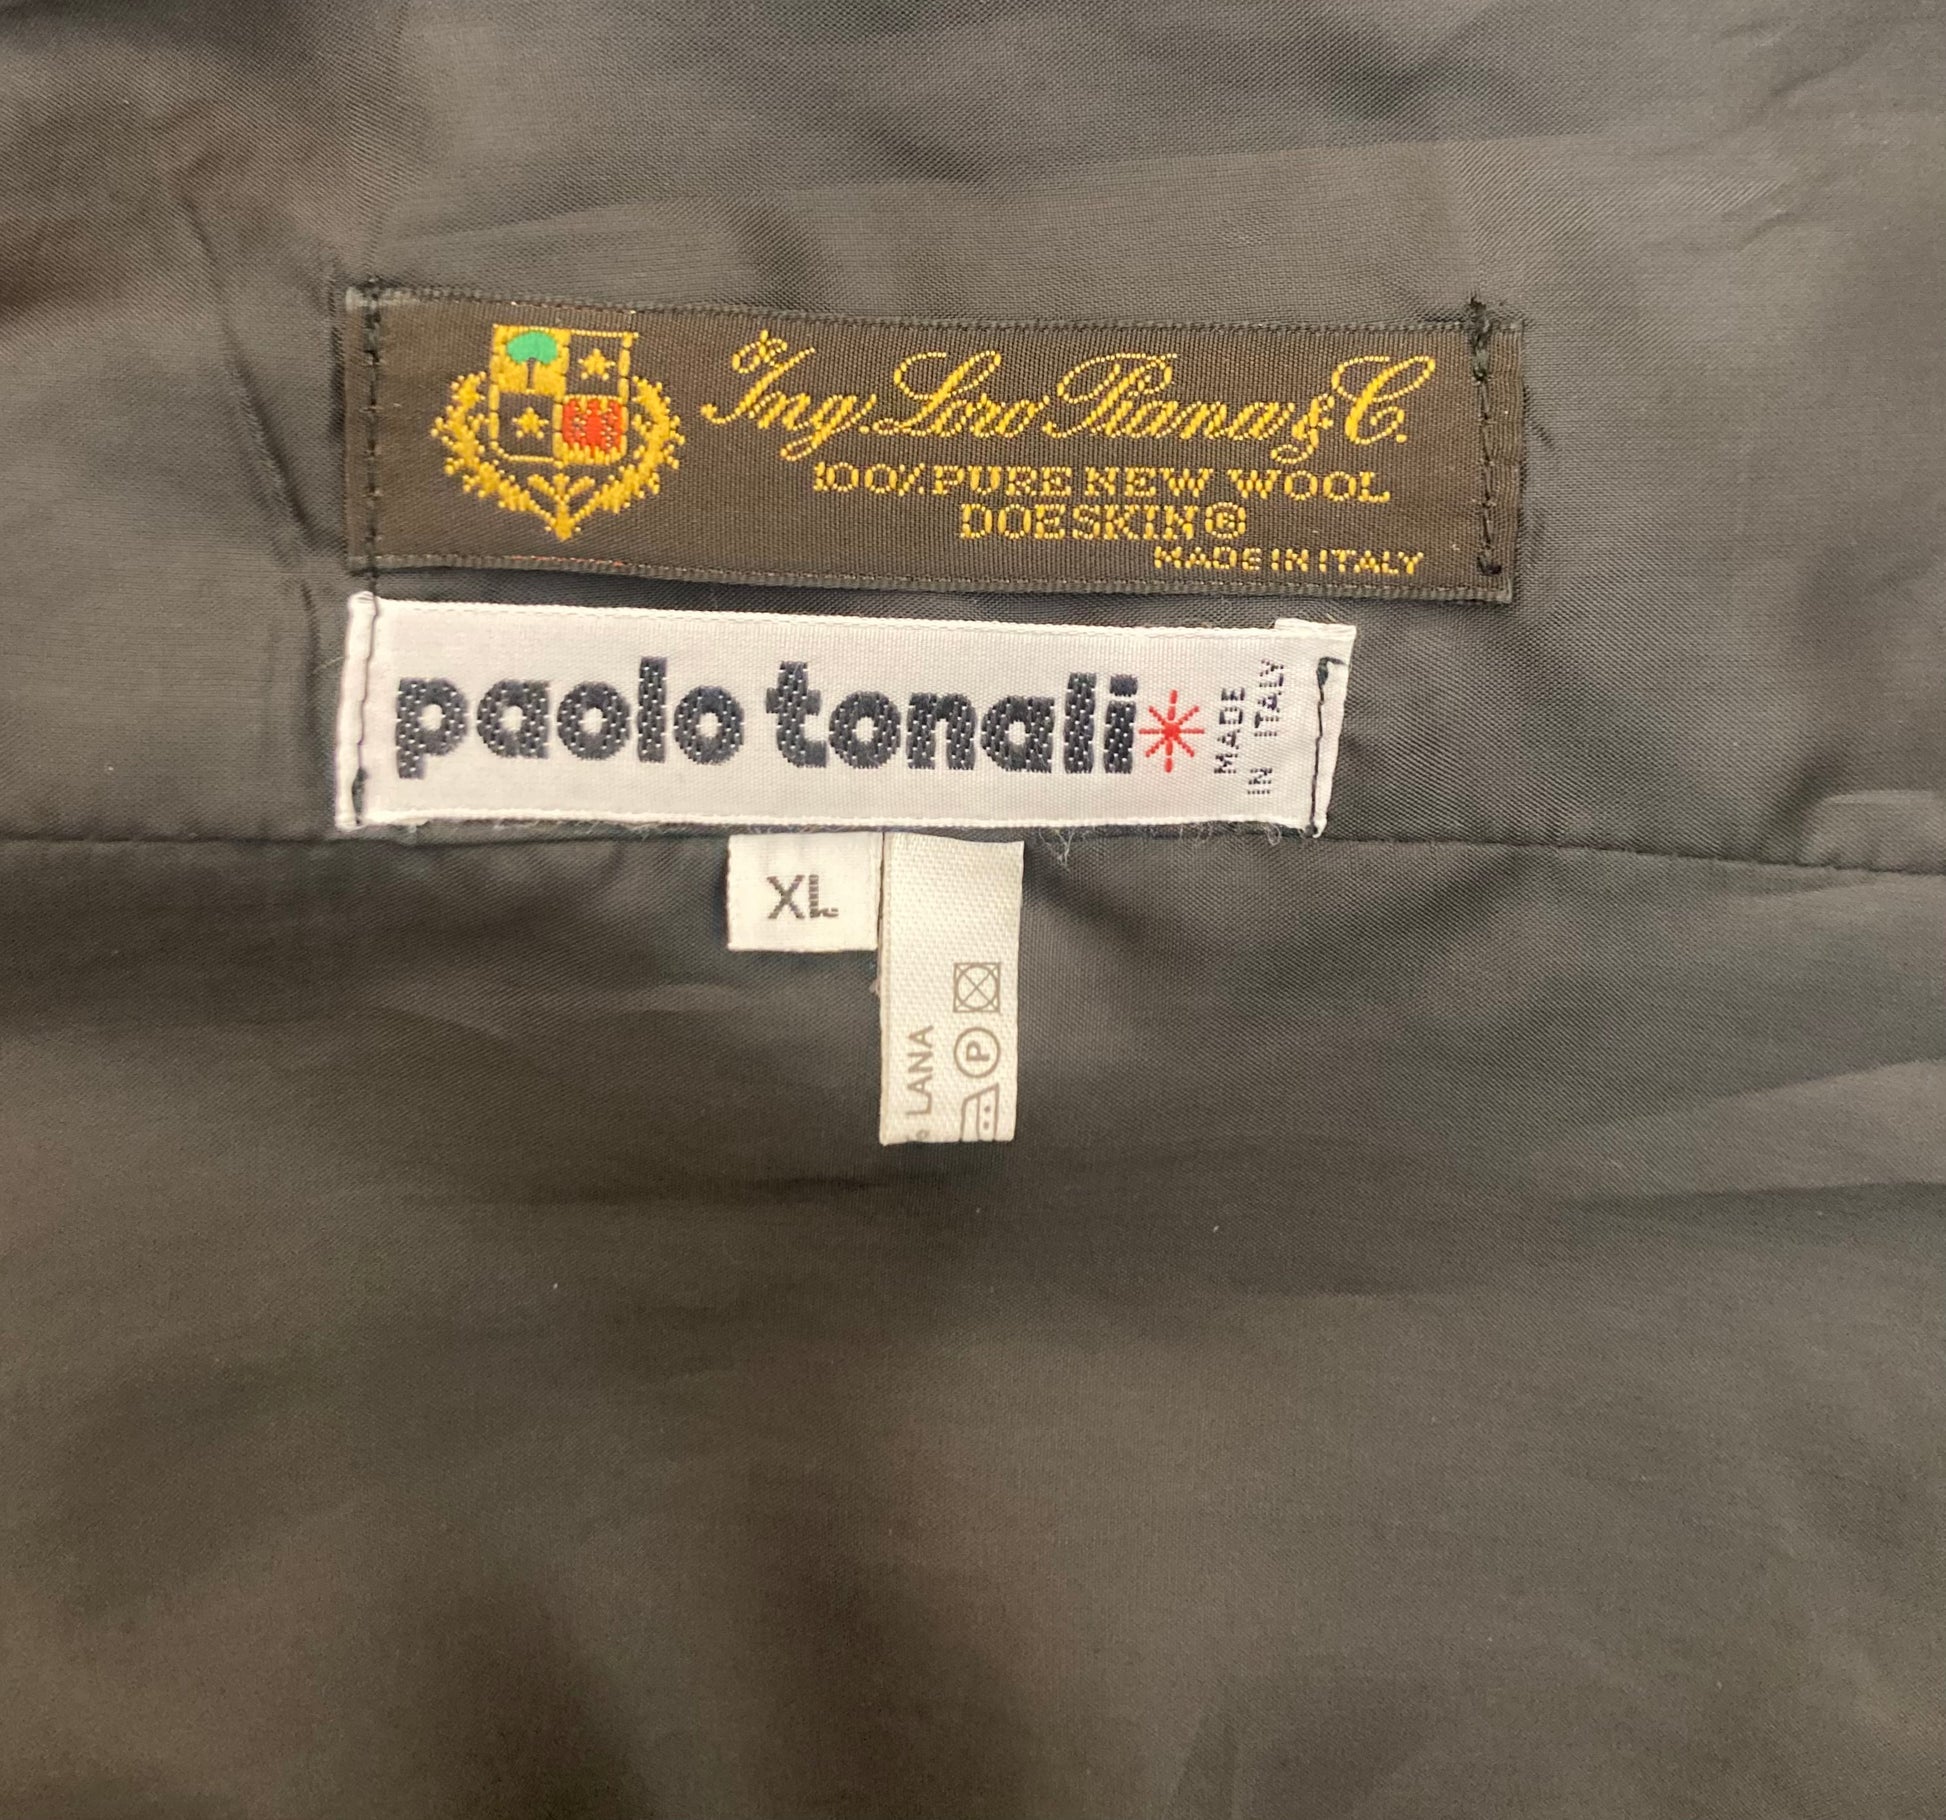 Ing. Loro Piana & C.
100% PURE NEW WOOL
DOESKIN®
MADE IN ITALY
paolo tonali
MADE
IN ITALY
XL
LANA
P